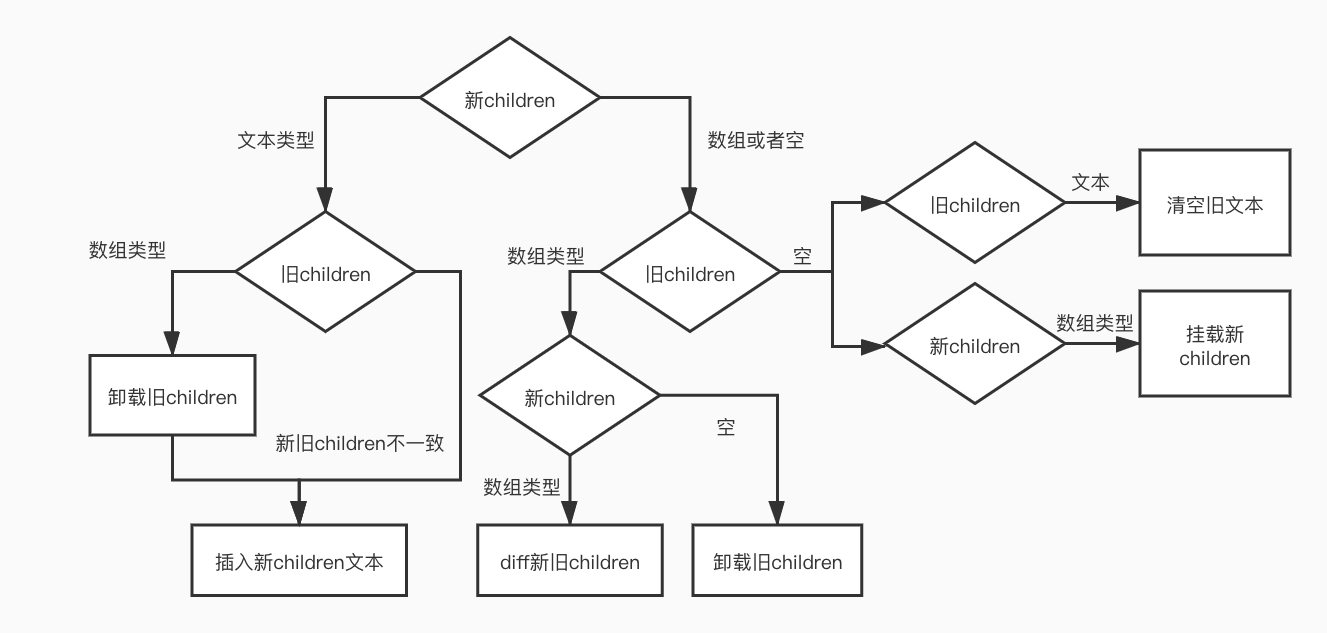 新children
文本类型
数组或者空
旧children
文本
清空旧文本
数组类型
旧children
数组类型
旧children
空
新children
数组类型
挂载新
children
卸载旧children
新children
空
新旧children不一致
数组类型
插入新children文本
diff新旧children
卸载旧children